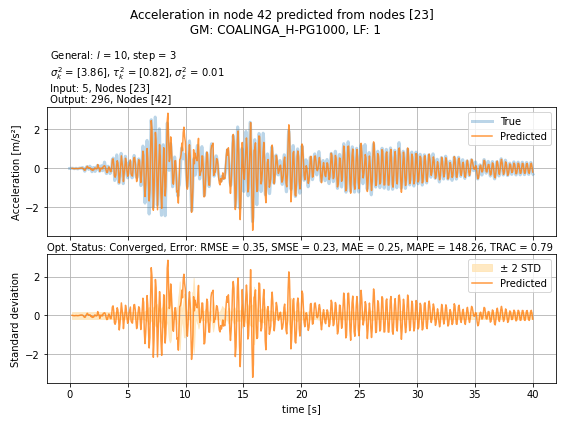 Acceleration in node 42 predicted from nodes [23]
GM: COALINGA_H-PG1000, LF: 1
General: l = 10, step = 3
σ²ₖ = [3.86], τ²ₖ = [0.82], σ²ε = 0.01
Input: 5, Nodes [23]
Output: 296, Nodes [42]
Acceleration [m/s²]
2
0
−2
True
Predicted
Opt. Status: Converged, Error: RMSE = 0.35, SMSE = 0.23, MAE = 0.25, MAPE = 148.26, TRAC = 0.79
Standard deviation
2
0
−2
± 2 STD
Predicted
0 5 10 15 20 25 30 35 40
time [s]